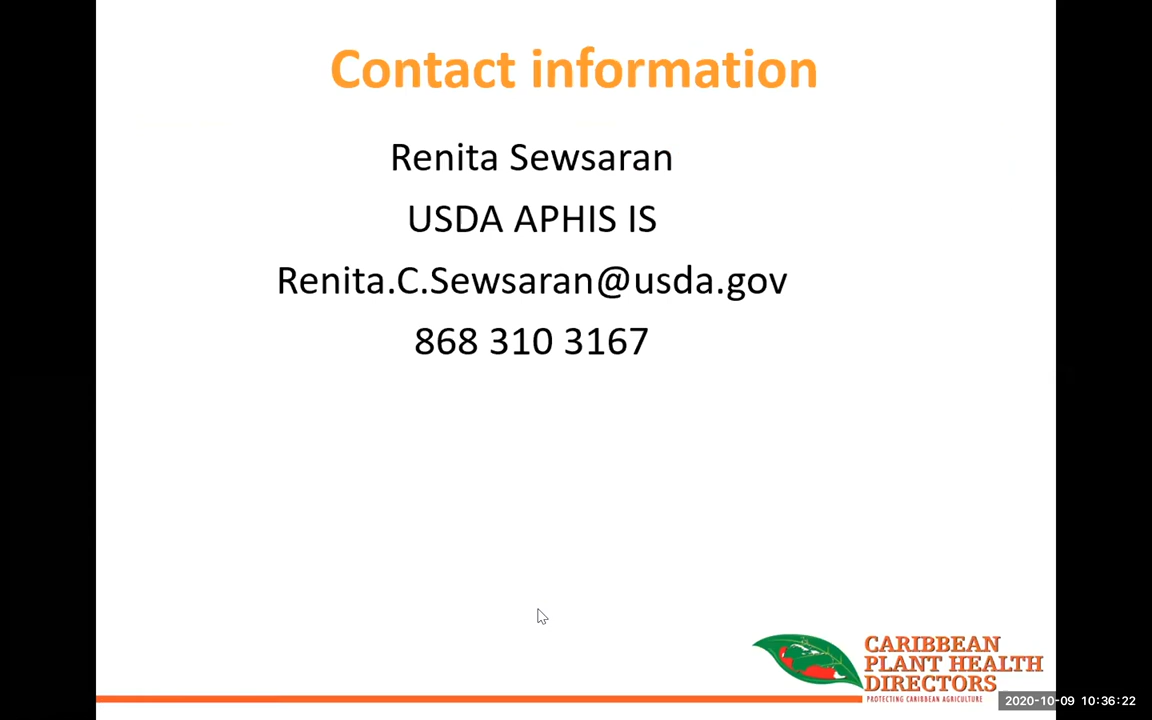 Contact information
Renita Sewsaran
USDA APHIS IS
Renita.C.Sewsaran@usda.gov
868 310 3167
CARIBBEAN
PLANT HEALTH
DIRECTORS
PROTECTING CARIBBEAN AGRICULTURE
2020-10-09 10:36:22